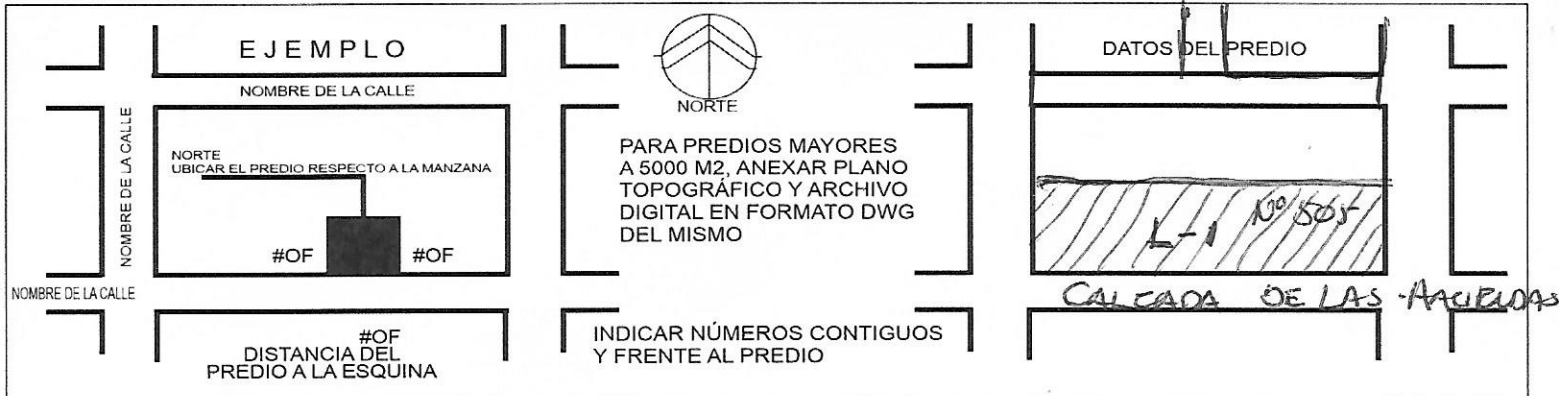 EJEMPLO
NOMBRE DE LA CALLE
NOMBRE DE LA CALLE
NORTE
UBICAR EL PREDIO RESPECTO A LA MANZANA
#OF
#OF
NOMBRE DE LA CALLE
#OF
DISTANCIA DEL
PREDIO A LA ESQUINA
NORTE
PARA PREDIOS MAYORES
A 5000 M2, ANEXAR PLANO
TOPOGRÁFICO Y ARCHIVO
DIGITAL EN FORMATO DWG
DEL MISMO
INDICAR NÚMEROS CONTIGUOS
Y FRENTE AL PREDIO
DATOS DEL PREDIO
L-1 Nº 505
CALZADA DE LAS HACIENDAS